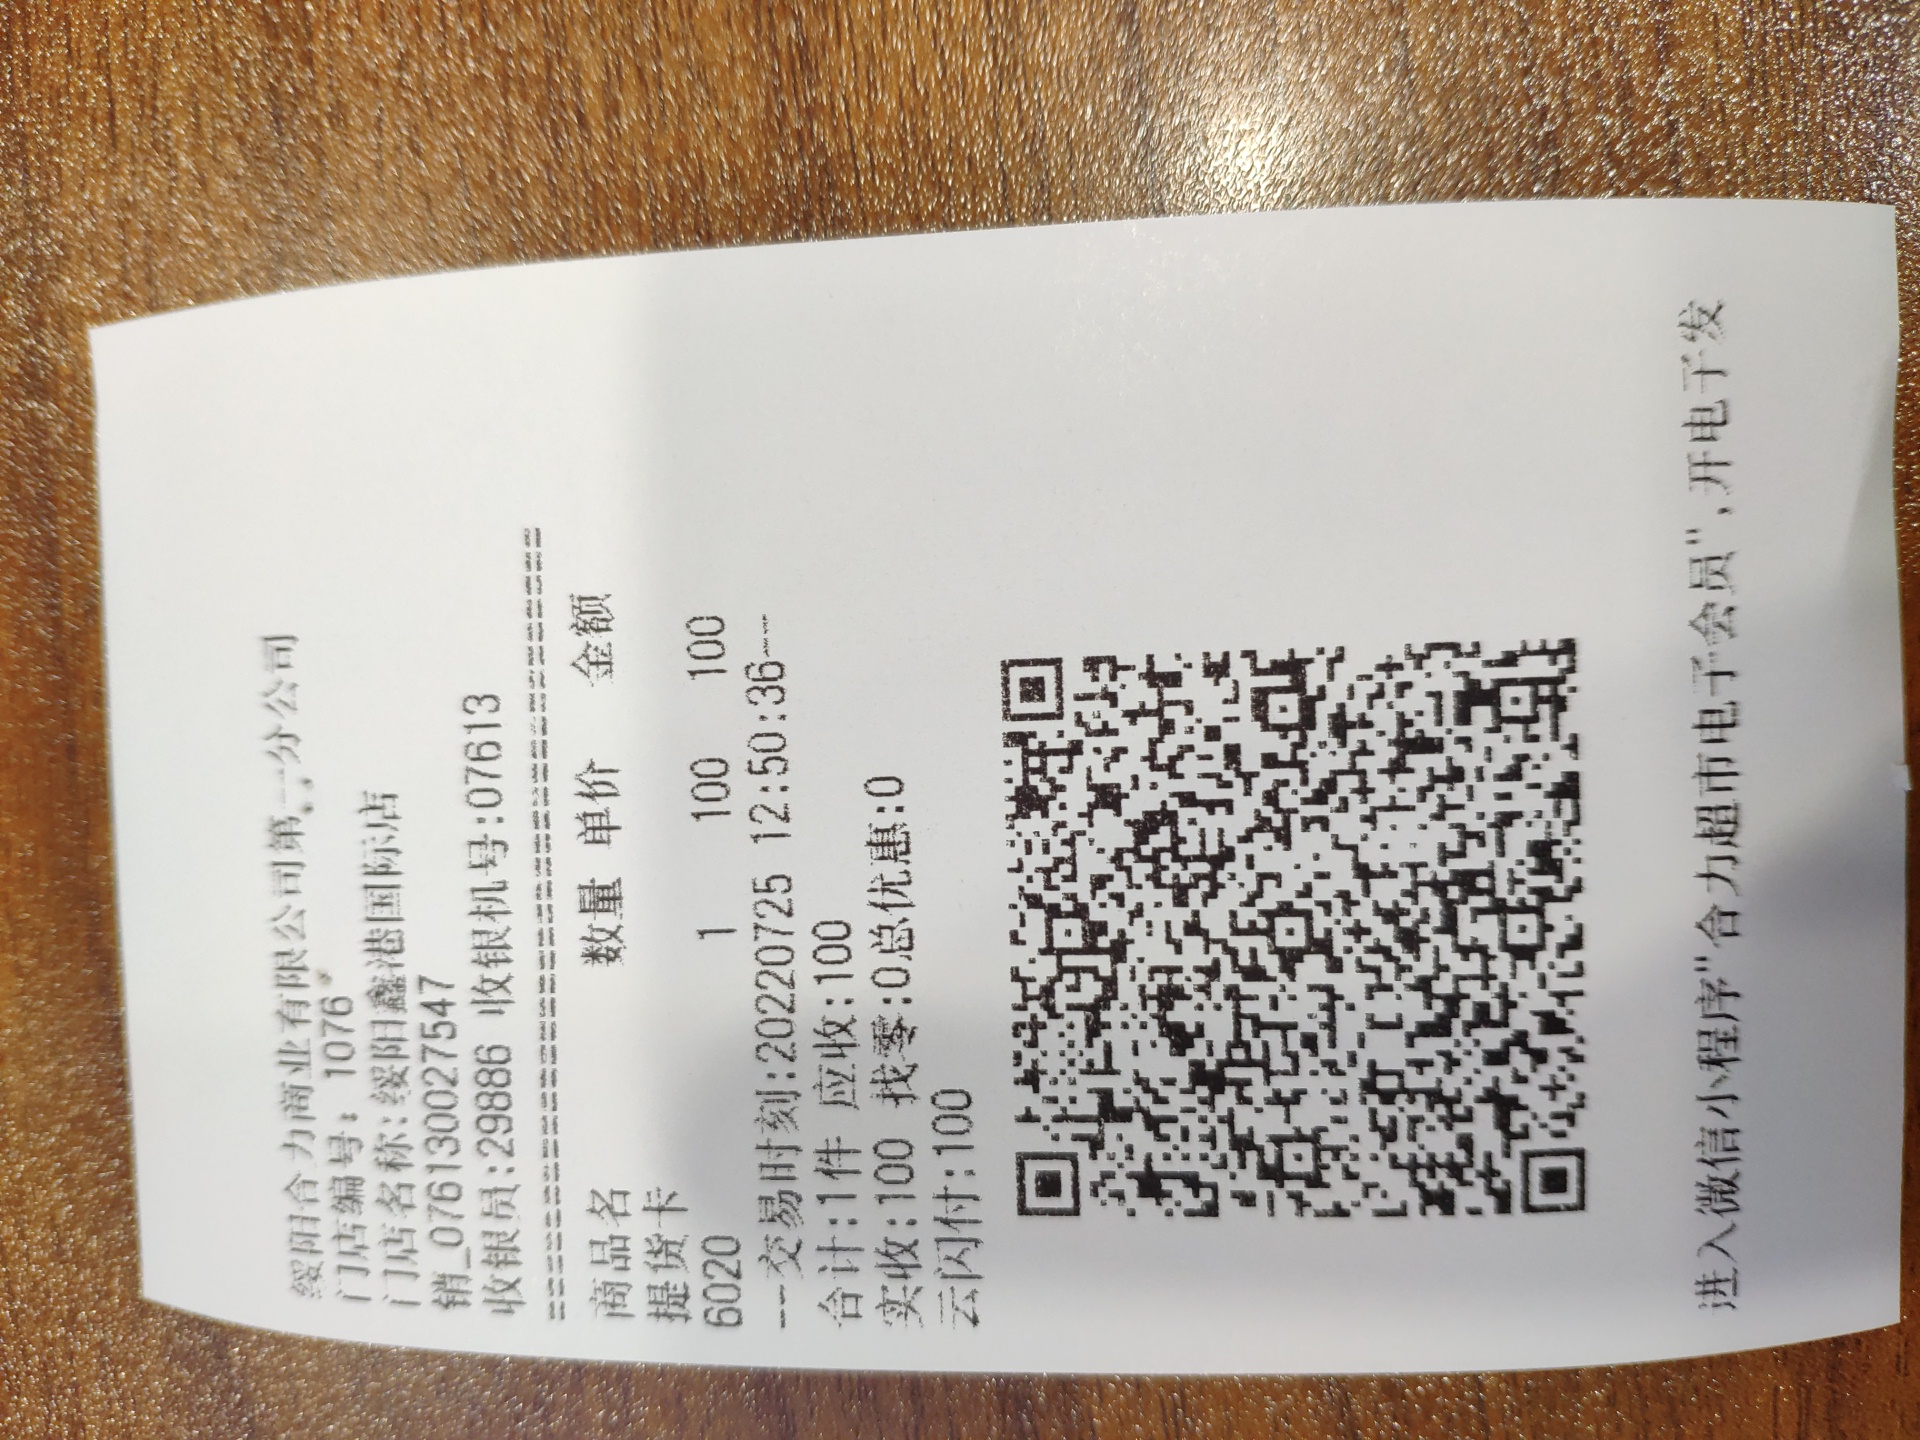 绥阳合力商业有限公司第一分公司
门店编号: 1076
门店名称:绥阳鑫港国际店
销_0761300027547
收银员:29886 收银机号:07613
================================================
商品名 数量 单价 金额
提货卡
6020 1 100 100
--交易时刻:20220725 12:50:36--
合计:1件 应收:100
实收:100 找零:0总优惠:0
云闪付:100
进入微信小程序"合力超市电子会员",开电子发